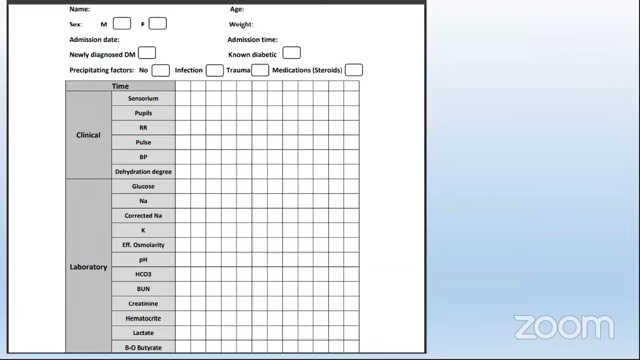 Name: Age:
Sex: M F Weight:
Admission date: Admission time:
Newly diagnosed DM Known diabetic
Precipitating factors: No Infection Trauma Medications (Steroids)
Time
Clinical
Sensorium
Pupils
RR
Pulse
BP
Dehydration degree
Laboratory
Glucose
Na
Corrected Na
K
Eff. Osmolarity
pH
HCO3
BUN
Creatinine
Hematocrite
Lactate
B-O Butyrate
zoom